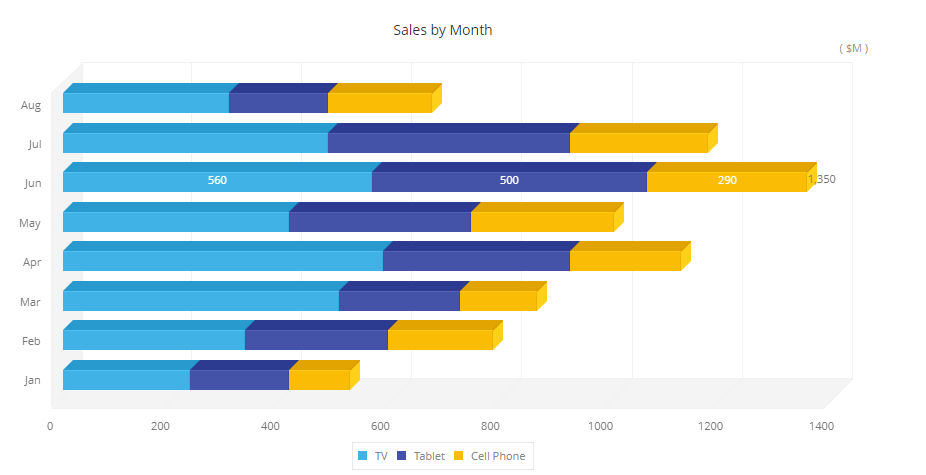 Sales by Month
( $M )
Aug
Jul
Jun 560 500 290 1,350
May
Apr
Mar
Feb
Jan
0 200 400 600 800 1000 1200 1400
TV Tablet Cell Phone